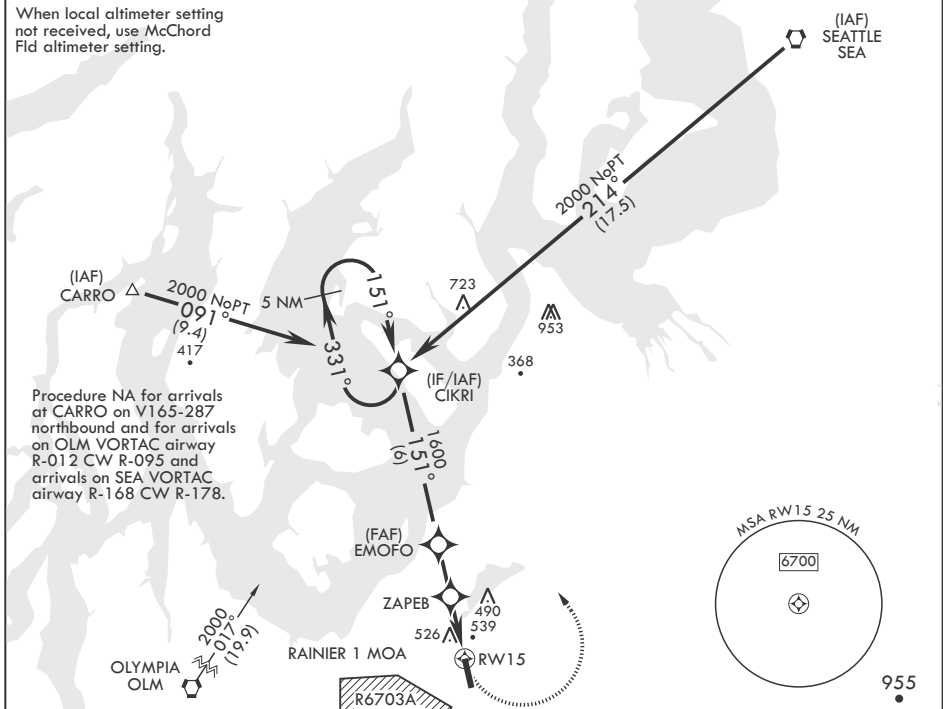 When local altimeter setting
not received, use McChord
Fld altimeter setting.
(IAF)
SEATTLE
SEA
2000 NoPT
214°
(17.5)
(IAF)
CARRO
2000 NoPT
091°
(9.4)
417
5 NM
151°
331°
723
953
368
(IF/IAF)
CIKRI
Procedure NA for arrivals
at CARRO on V165-287
northbound and for arrivals
on OLM VORTAC airway
R-012 CW R-095 and
arrivals on SEA VORTAC
airway R-168 CW R-178.
1600
151°
(6)
(FAF)
EMOFO
ZAPEB
490
539
526
RW15
RAINIER 1 MOA
R6703A
2000
017°
(19.9)
OLYMPIA
OLM
MSA RW15 25 NM
6700
955